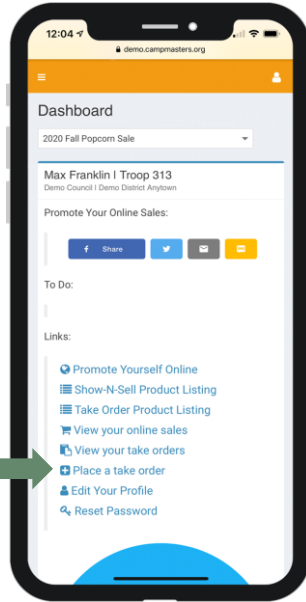 12:04
demo.campmasters.org
Dashboard
2020 Fall Popcorn Sale
Max Franklin | Troop 313
Demo Council | Demo District Anytown
Promote Your Online Sales:
Share
To Do:
Links:
Promote Yourself Online
Show-N-Sell Product Listing
Take Order Product Listing
View your online sales
View your take orders
Place a take order
Edit Your Profile
Reset Password